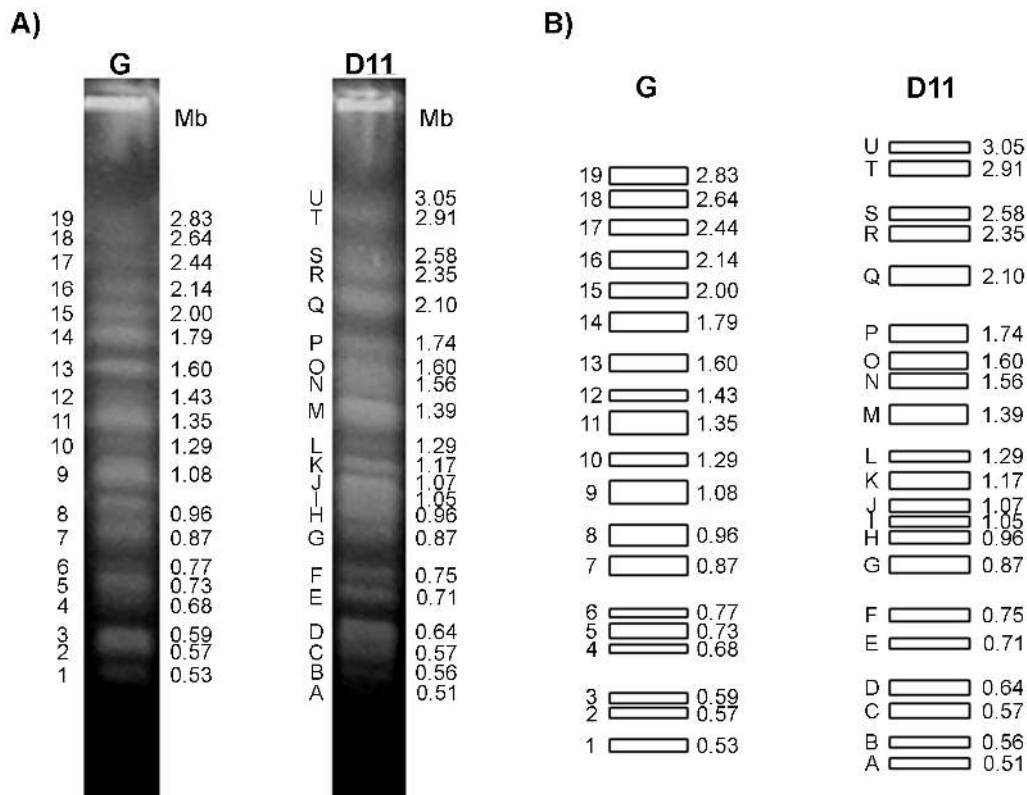 A)
B)
G
D11
Mb
Mb
19 2.83
18 2.64
17 2.44
16 2.14
15 2.00
14 1.79
13 1.60
12 1.43
11 1.35
10 1.29
9 1.08
8 0.96
7 0.87
6 0.77
5 0.73
4 0.68
3 0.59
2 0.57
1 0.53
U 3.05
T 2.91
S 2.58
R 2.35
Q 2.10
P 1.74
O 1.60
N 1.56
M 1.39
L 1.29
K 1.17
J 1.07
I 1.05
H 0.96
G 0.87
F 0.75
E 0.71
D 0.64
C 0.57
B 0.56
A 0.51
G
19 2.83
18 2.64
17 2.44
16 2.14
15 2.00
14 1.79
13 1.60
12 1.43
11 1.35
10 1.29
9 1.08
8 0.96
7 0.87
6 0.77
5 0.73
4 0.68
3 0.59
2 0.57
1 0.53
D11
U 3.05
T 2.91
S 2.58
R 2.35
Q 2.10
P 1.74
O 1.60
N 1.56
M 1.39
L 1.29
K 1.17
J 1.07
I 1.05
H 0.96
G 0.87
F 0.75
E 0.71
D 0.64
C 0.57
B 0.56
A 0.51